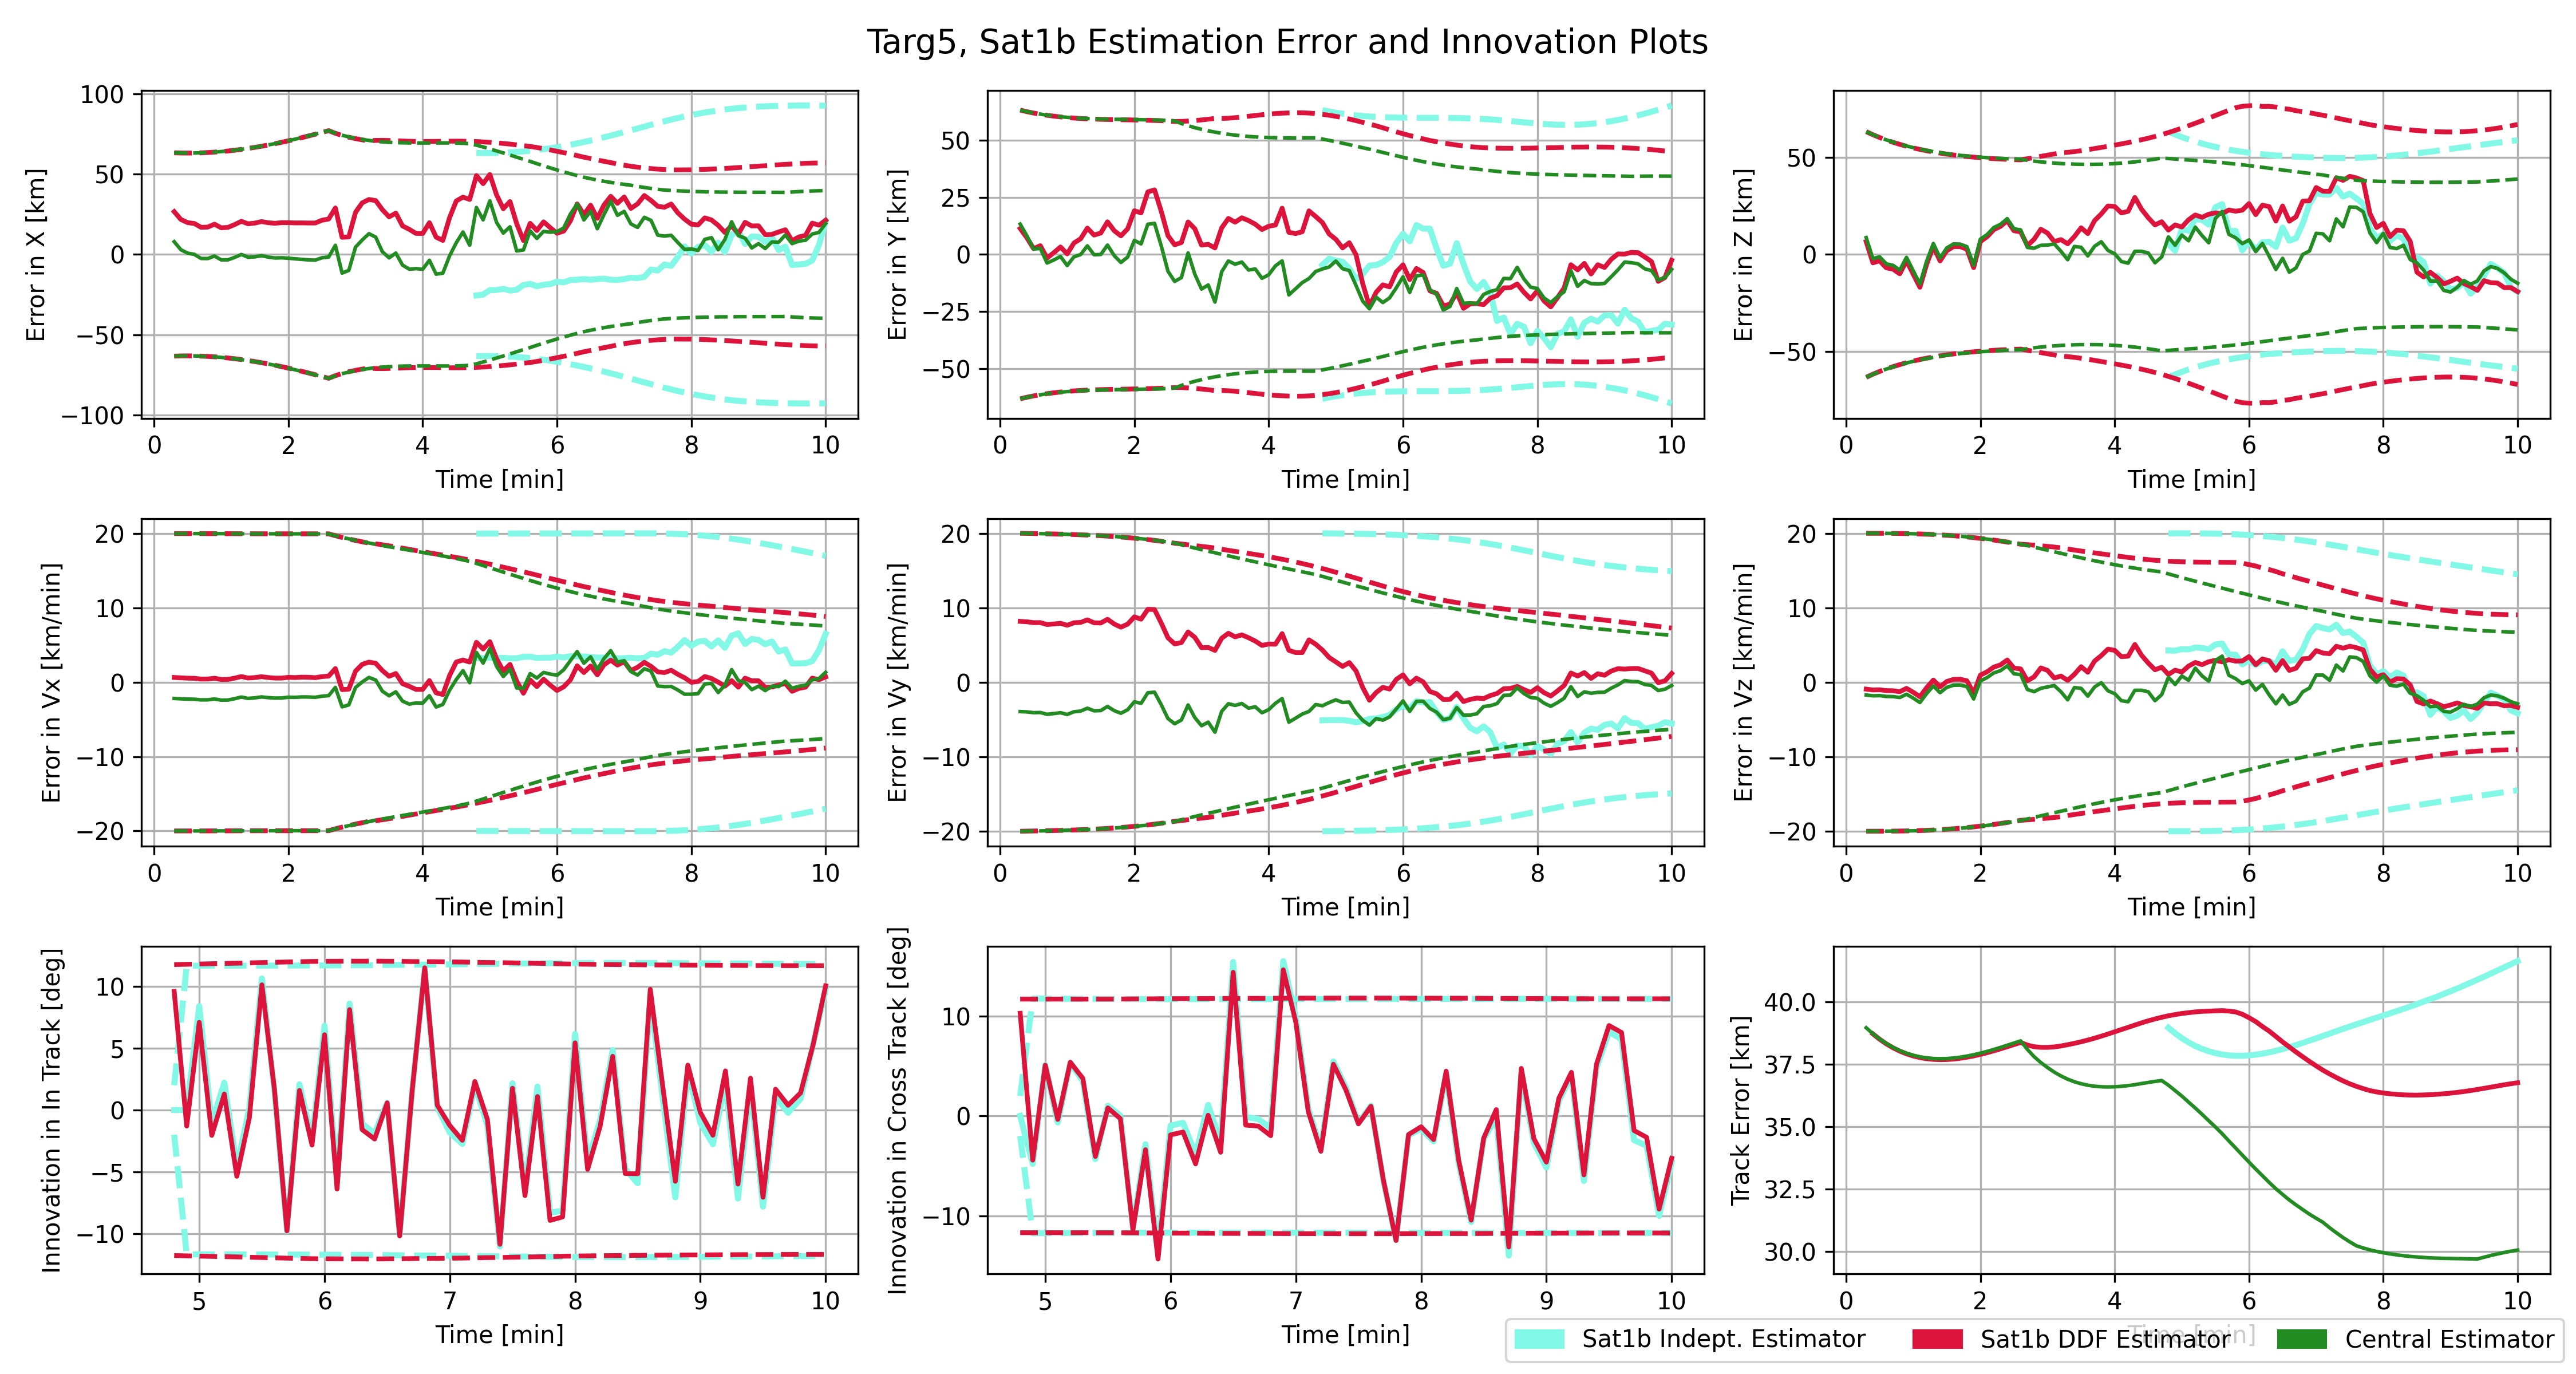 Targ5, Sat1b Estimation Error and Innovation Plots
Error in X [km]
100
50
0
−50
−100
0 2 4 6 8 10
Time [min]
Error in Y [km]
50
25
0
−25
−50
0 2 4 6 8 10
Time [min]
Error in Z [km]
50
0
−50
0 2 4 6 8 10
Time [min]
Error in Vx [km/min]
20
10
0
−10
−20
0 2 4 6 8 10
Time [min]
Error in Vy [km/min]
20
10
0
−10
−20
0 2 4 6 8 10
Time [min]
Error in Vz [km/min]
20
10
0
−10
−20
0 2 4 6 8 10
Time [min]
Innovation in In Track [deg]
10
5
0
−5
−10
5 6 7 8 9 10
Time [min]
Innovation in Cross Track [deg]
10
0
−10
5 6 7 8 9 10
Time [min]
Track Error [km]
40.0
37.5
35.0
32.5
30.0
0 2 4 6 8 10
Time [min]
Sat1b Indept. Estimator
Sat1b DDF Estimator
Central Estimator